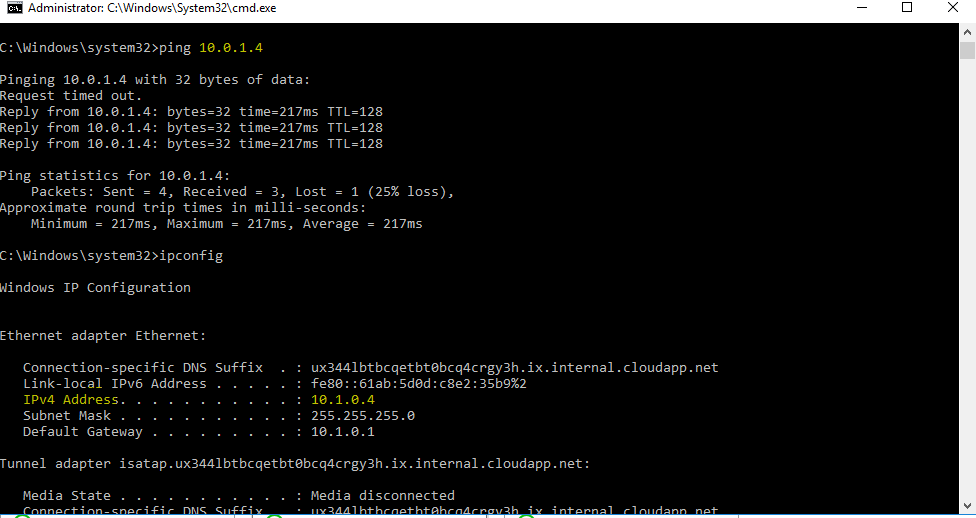 Administrator: C:\Windows\System32\cmd.exe
C:\Windows\system32>ping 10.0.1.4
Pinging 10.0.1.4 with 32 bytes of data:
Request timed out.
Reply from 10.0.1.4: bytes=32 time=217ms TTL=128
Reply from 10.0.1.4: bytes=32 time=217ms TTL=128
Reply from 10.0.1.4: bytes=32 time=217ms TTL=128
Ping statistics for 10.0.1.4:
    Packets: Sent = 4, Received = 3, Lost = 1 (25% loss),
Approximate round trip times in milli-seconds:
    Minimum = 217ms, Maximum = 217ms, Average = 217ms
C:\Windows\system32>ipconfig
Windows IP Configuration
Ethernet adapter Ethernet:
   Connection-specific DNS Suffix  . : ux344lbtbcqetbt0bcq4crgy3h.ix.internal.cloudapp.net
   Link-local IPv6 Address . . . . . : fe80::61ab:5d0d:c8e2:35b9%2
   IPv4 Address. . . . . . . . . . . : 10.1.0.4
   Subnet Mask . . . . . . . . . . . : 255.255.255.0
   Default Gateway . . . . . . . . . : 10.1.0.1
Tunnel adapter isatap.ux344lbtbcqetbt0bcq4crgy3h.ix.internal.cloudapp.net:
   Media State . . . . . . . . . . . : Media disconnected
   Connection-specific DNS Suffix  . : ux344lbtbcqetbt0bcq4crgy3h.ix.internal.cloudapp.net